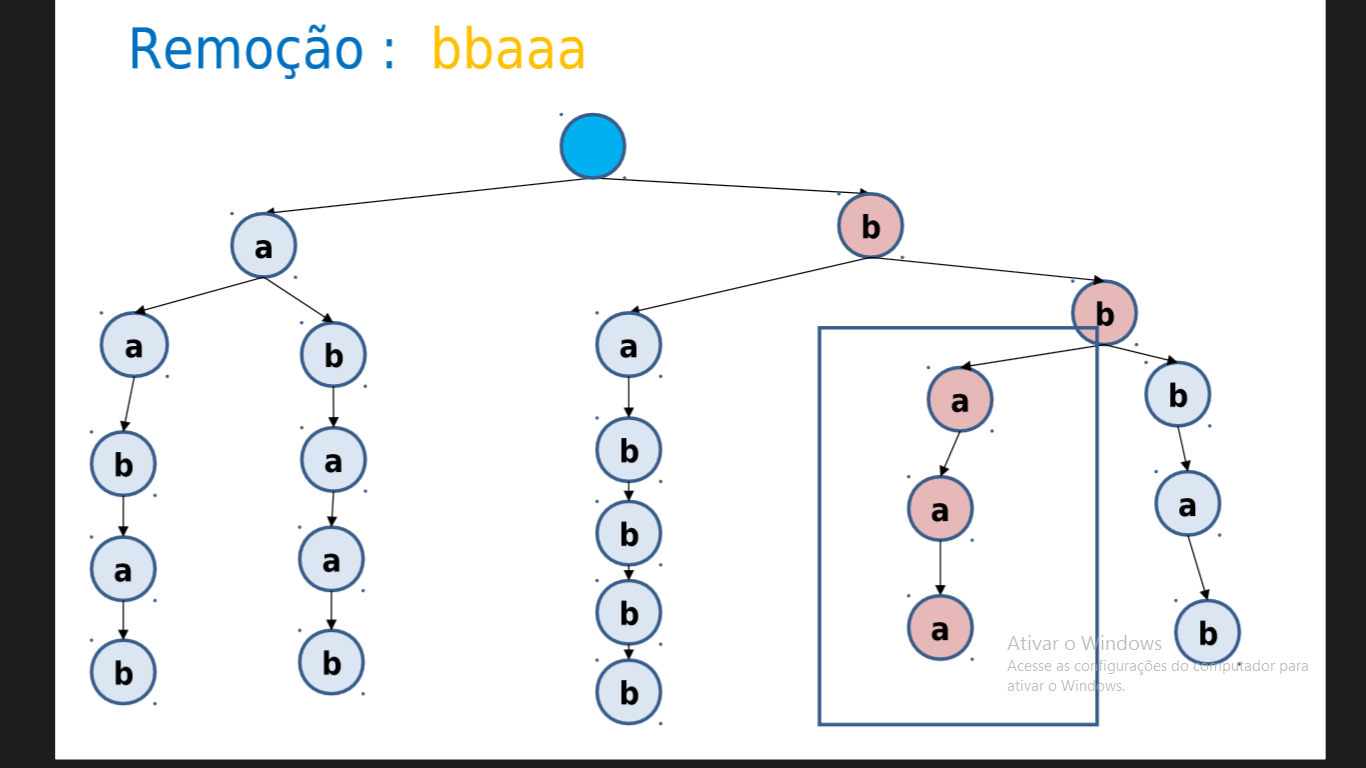 Remoção : bbaaa
b
a
b
a
a
b
a
b
a
b
b
a
b
a
a
a
b
b
a
b
b
a
b
Ativar o Windows
Acesse as configurações do computador para
ativar o Windows.